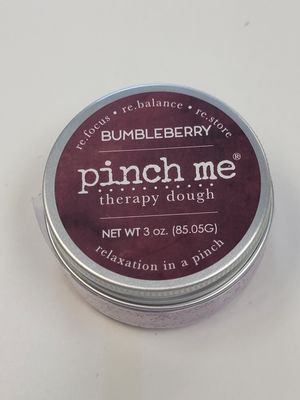 re.focus • re.balance • re.store
BUMBLEBERRY
pinch me®
therapy dough
NET WT 3 oz. (85.05G)
relaxation in a pinch